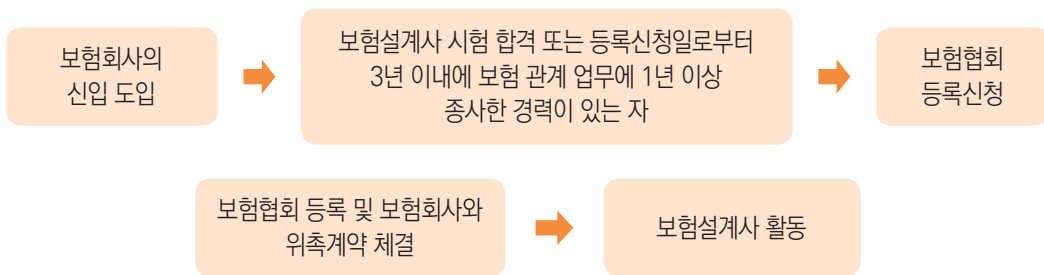 보험회사의
신입 도입
보험설계사 시험 합격 또는 등록신청일로부터
3년 이내에 보험 관계 업무에 1년 이상
종사한 경력이 있는 자
보험협회
등록신청
보험협회 등록 및 보험회사와
위촉계약 체결
보험설계사 활동